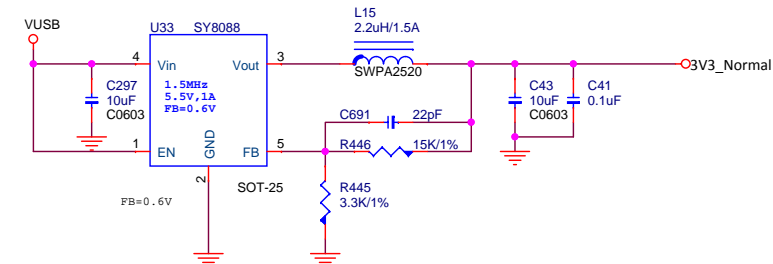 L15
2.2uH/1.5A
VUSB
U33 SY8088
4 Vin Vout 3
SWPA2520
3V3_Normal
1.5MHz
5.5V,1A
FB=0.6V
C297
10uF
C0603
C43
10uF
C0603
C41
0.1uF
C691 22pF
1 EN GND FB 5
R446 15K/1%
2
SOT-25
R445
3.3K/1%
FB=0.6V